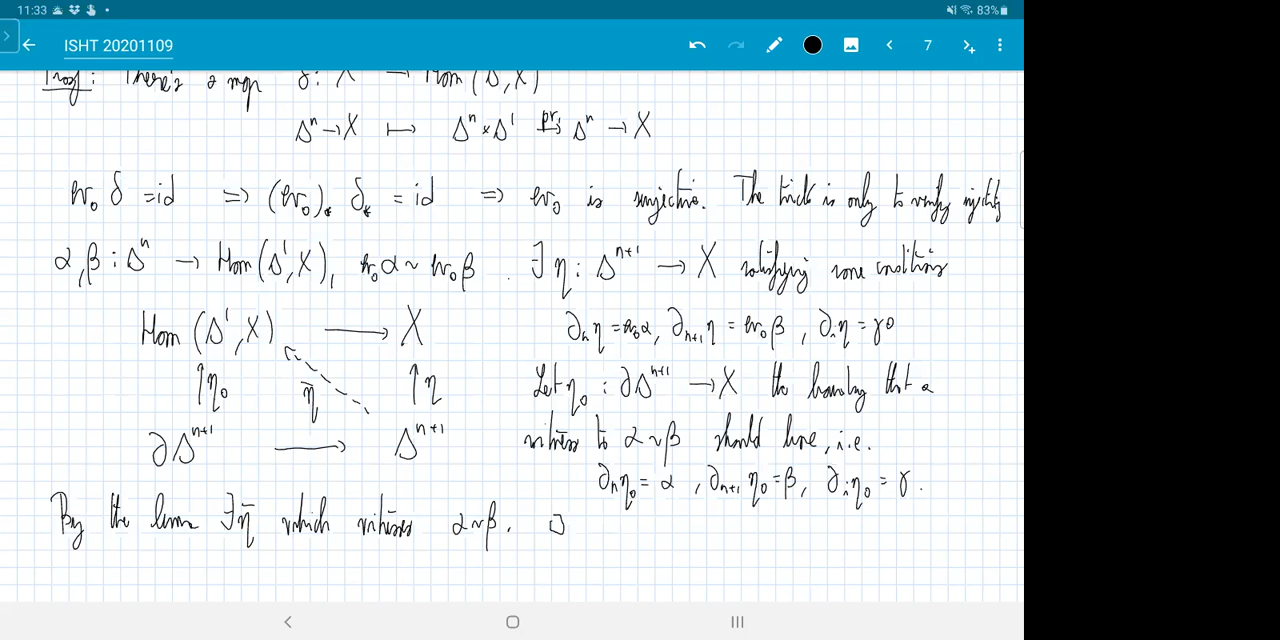 11:33 83%
ISHT 20201109
7
Proof: There's a map δ: X → Hom(Δ¹, X)
Δⁿ → X ↦ Δⁿ × Δ¹ →^{pr₁} Δⁿ → X
ev₀ δ = id ⇒ (ev₀)_* δ_* = id ⇒ ev₀ is surjective. The trick is only to verify injectivity
α, β : Δⁿ → Hom(Δ¹, X), ev₀α ~ ev₀β. ∃ η : Δⁿ⁺¹ → X satisfying some conditions
Hom(Δ¹, X) → X
∂ₙη = ev₀α, ∂ₙ₊₁η = ev₀β, ∂ᵢη =
↑η₀ η̄ ↑η
Let η₀ : ∂Δⁿ⁺¹ → X the boundary that a
∂Δⁿ⁺¹ → Δⁿ⁺¹
witness to α ~ β should have, i.e.
∂ₙη₀ = α, ∂ₙ₊₁η₀ = β, ∂ᵢη₀ = γ.
By the lemma ∃ η̄ which witnesses α ~ β. □